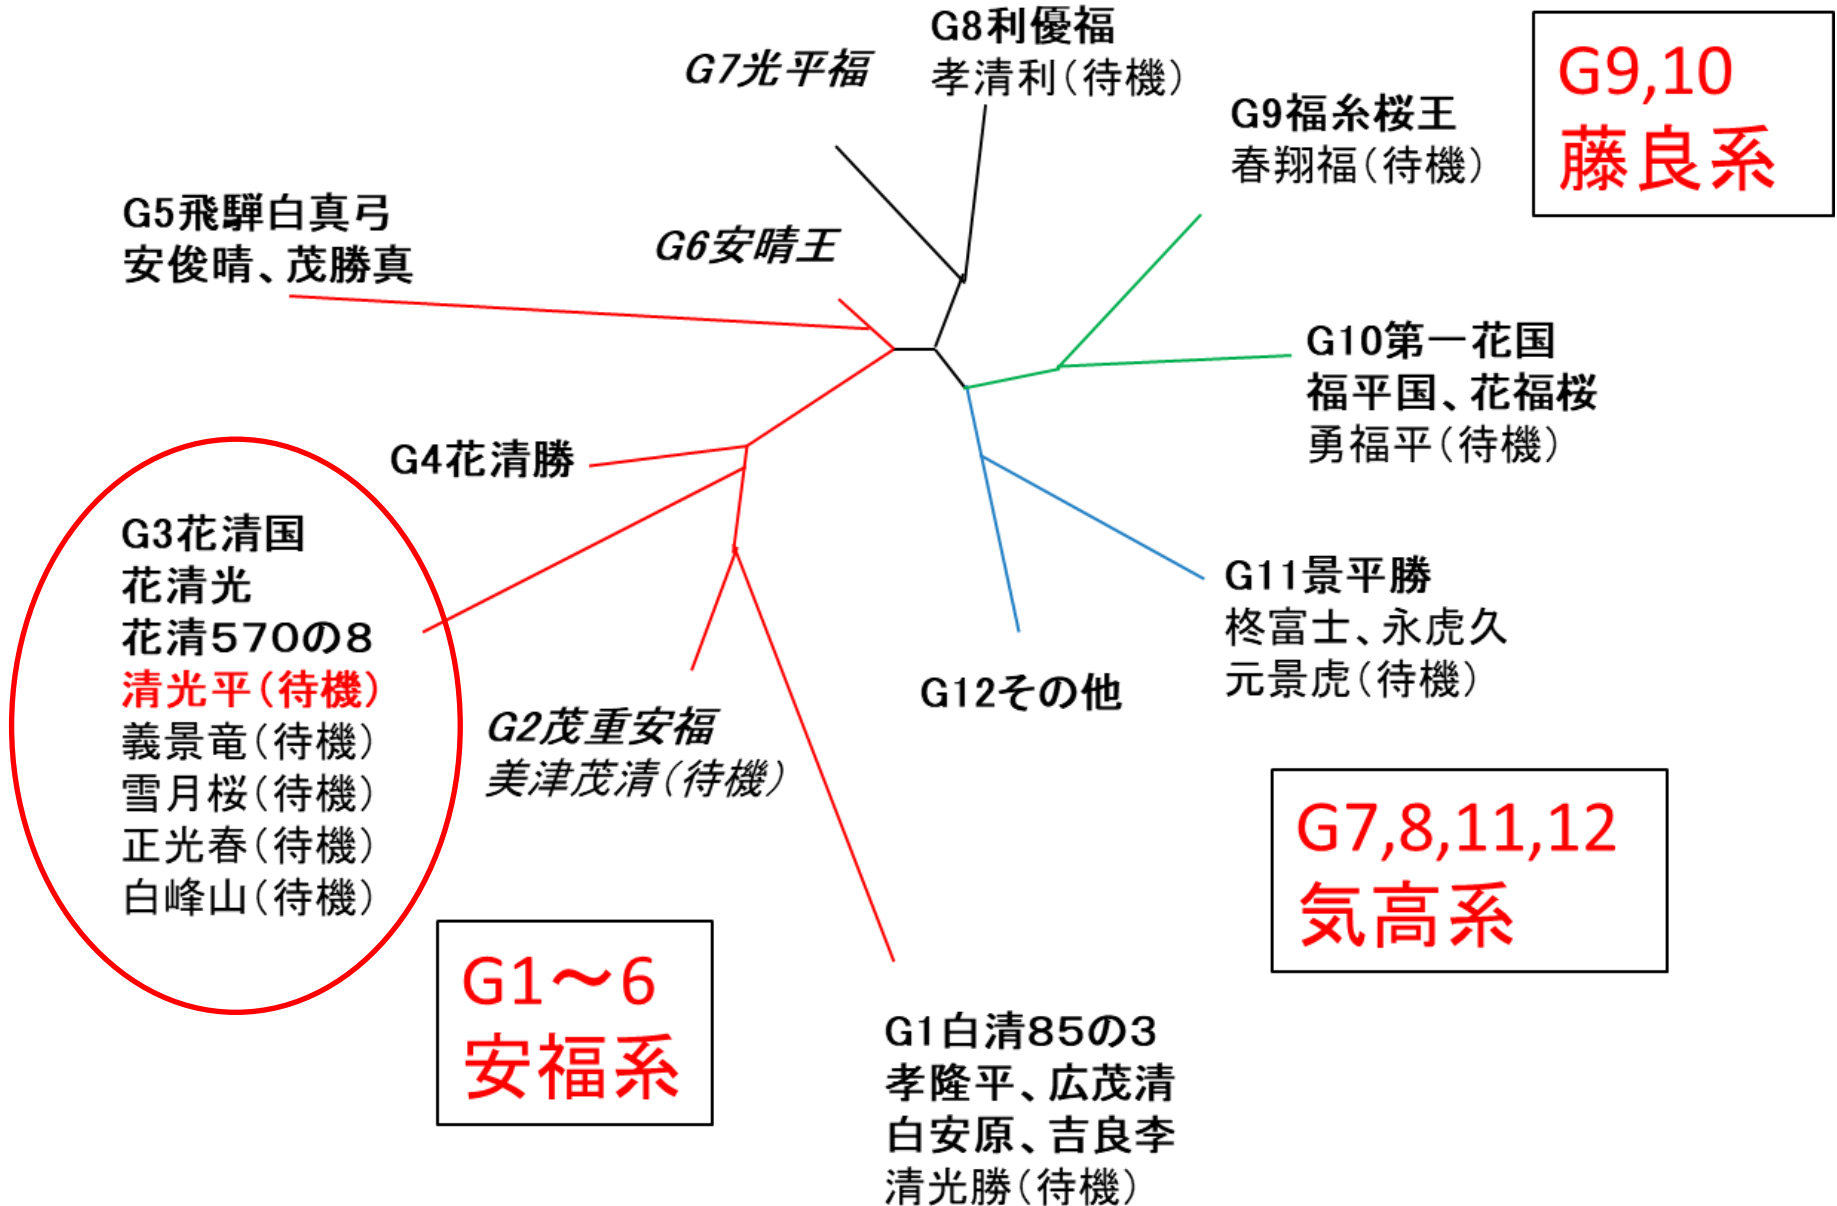 G8利優福
孝清利（待機）
G7光平福
G9,10
藤良系
G9福糸桜王
春翔福（待機）
G5飛騨白真弓
安俊晴、茂勝真
G6安晴王
G10第一花国
福平国、花福桜
勇福平（待機）
G4花清勝
G3花清国
花清光
花清570の8
清光平（待機）
義景竜（待機）
雪月桜（待機）
正光春（待機）
白峰山（待機）
G11景平勝
柊富士、永虎久
元景虎（待機）
G12その他
G2茂重安福
美津茂清（待機）
G7,8,11,12
気高系
G1～6
安福系
G1白清85の3
孝隆平、広茂清
白安原、吉良李
清光勝（待機）